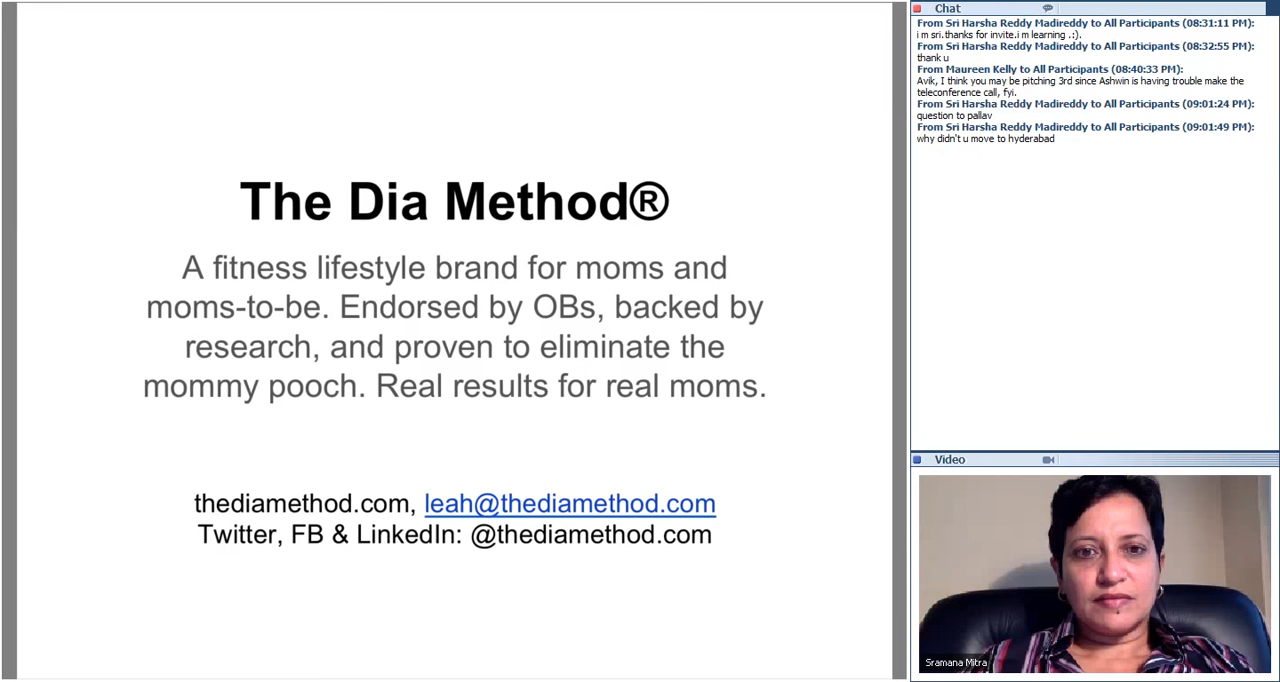 The Dia Method®
A fitness lifestyle brand for moms and
moms-to-be. Endorsed by OBs, backed by
research, and proven to eliminate the
mommy pooch. Real results for real moms.
thediamethod.com, leah@thediamethod.com
Twitter, FB & LinkedIn: @thediamethod.com
Chat
From Sri Harsha Reddy Madireddy to All Participants (08:31:11 PM):
i m sri.thanks for invite.i m learning .:).
From Sri Harsha Reddy Madireddy to All Participants (08:32:55 PM):
thank u
From Maureen Kelly to All Participants (08:40:33 PM):
Avik, I think you may be pitching 3rd since Ashwin is having trouble make the
teleconference call, fyi.
From Sri Harsha Reddy Madireddy to All Participants (09:01:24 PM):
question to pallav
From Sri Harsha Reddy Madireddy to All Participants (09:01:49 PM):
why didn't u move to hyderabad
Video
Sramana Mitra